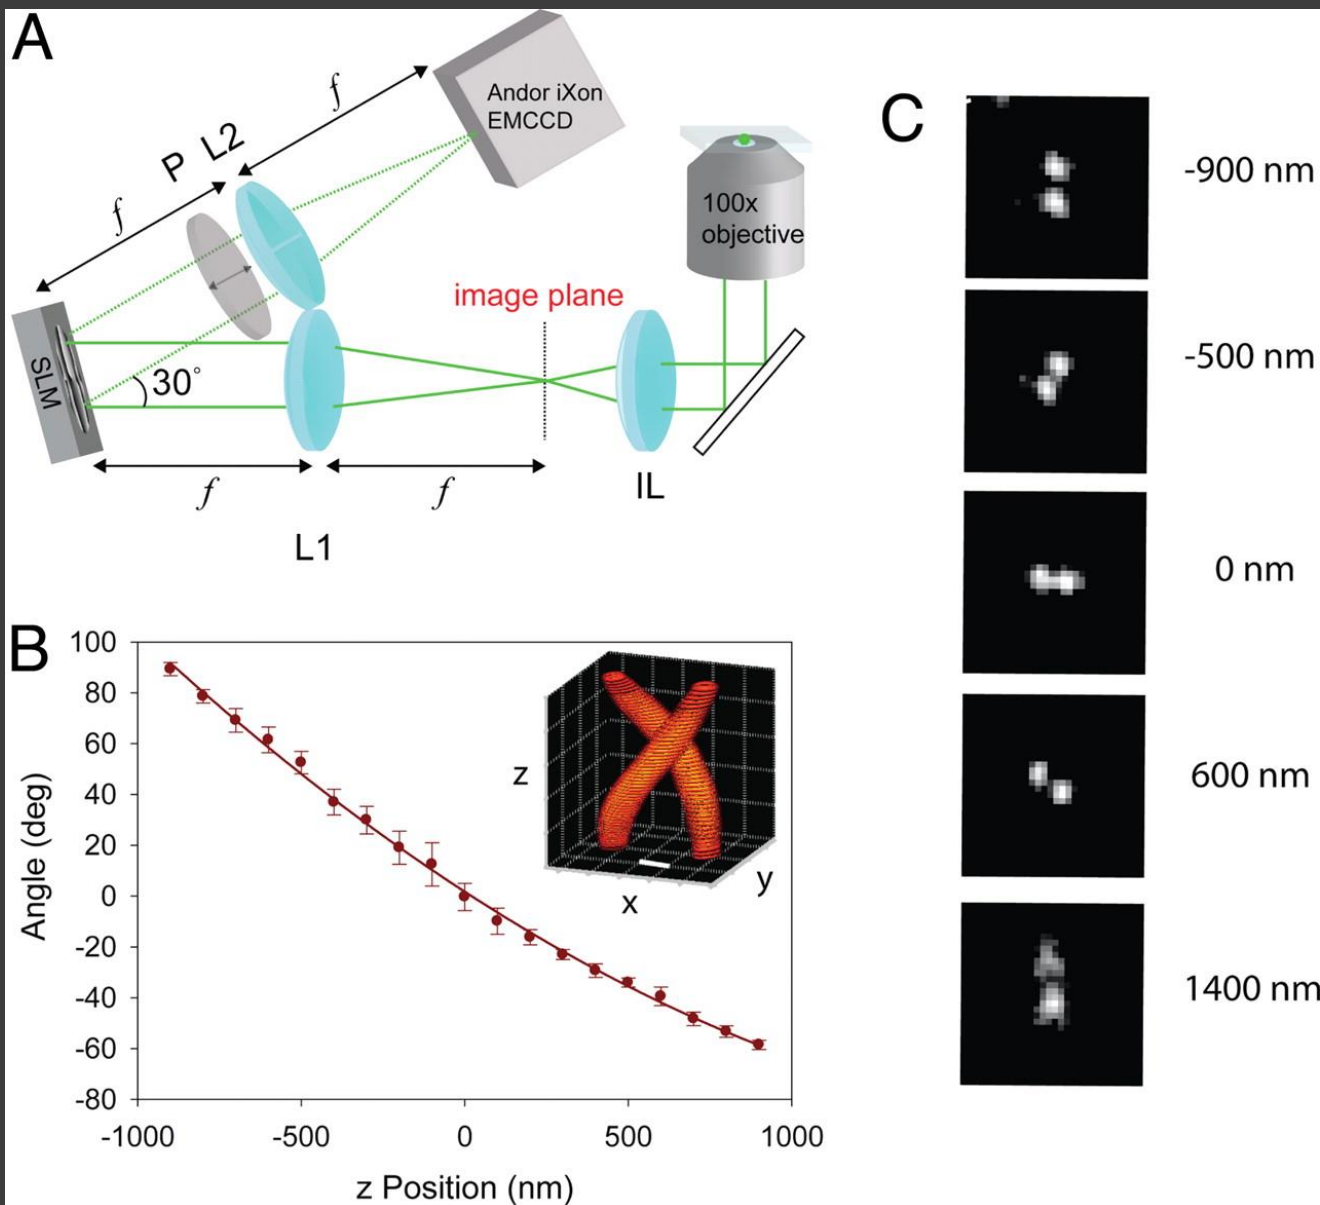 A
f
Andor iXon
EMCCD
P L2
f
100x
objective
image plane
SLM
30°
f
f
IL
L1
C
-900 nm
-500 nm
0 nm
600 nm
1400 nm
B
100
80
60
40
20
0
-20
-40
-60
-80
Angle (deg)
z
x
y
-1000
-500
0
500
1000
z Position (nm)